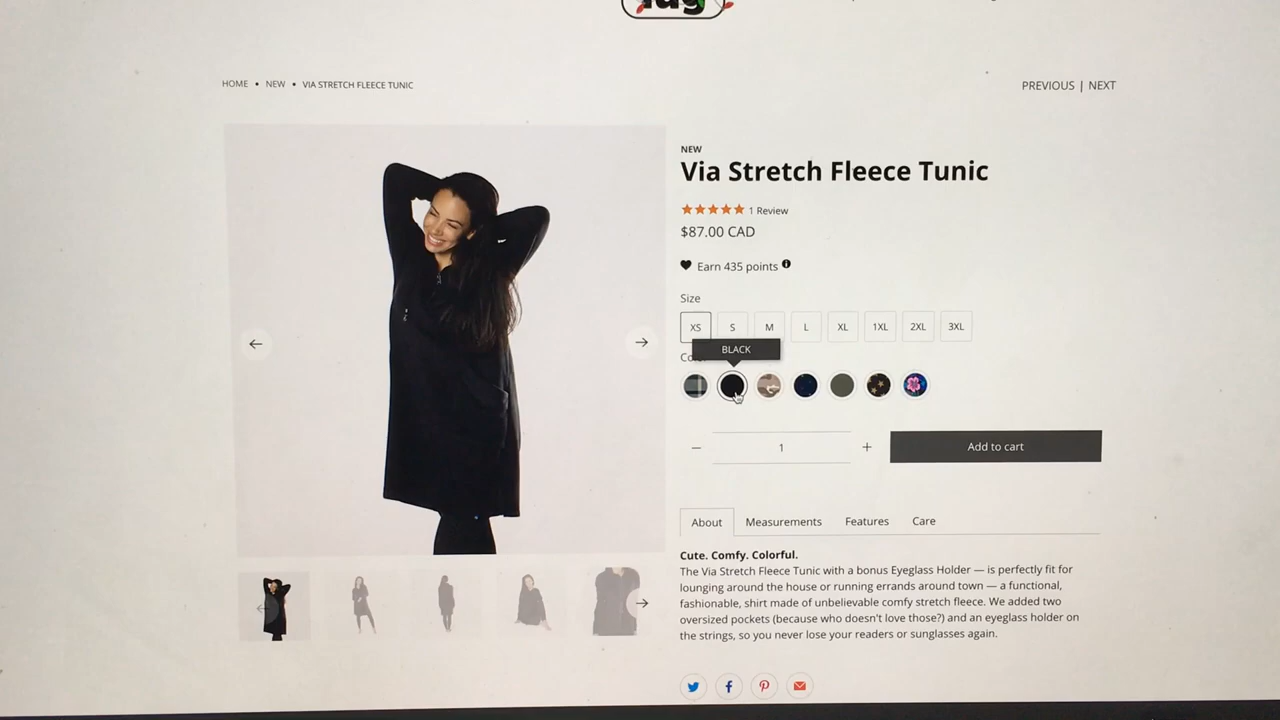 lug
HOME • NEW • VIA STRETCH FLEECE TUNIC
PREVIOUS | NEXT
NEW
Via Stretch Fleece Tunic
1 Review
$87.00 CAD
Earn 435 points
Size
XS S M L XL 1XL 2XL 3XL
BLACK
1
Add to cart
About Measurements Features Care
Cute. Comfy. Colorful.
The Via Stretch Fleece Tunic with a bonus Eyeglass Holder — is perfectly fit for
lounging around the house or running errands around town — a functional,
fashionable, shirt made of unbelievable comfy stretch fleece. We added two
oversized pockets (because who doesn't love those?) and an eyeglass holder on
the strings, so you never lose your readers or sunglasses again.